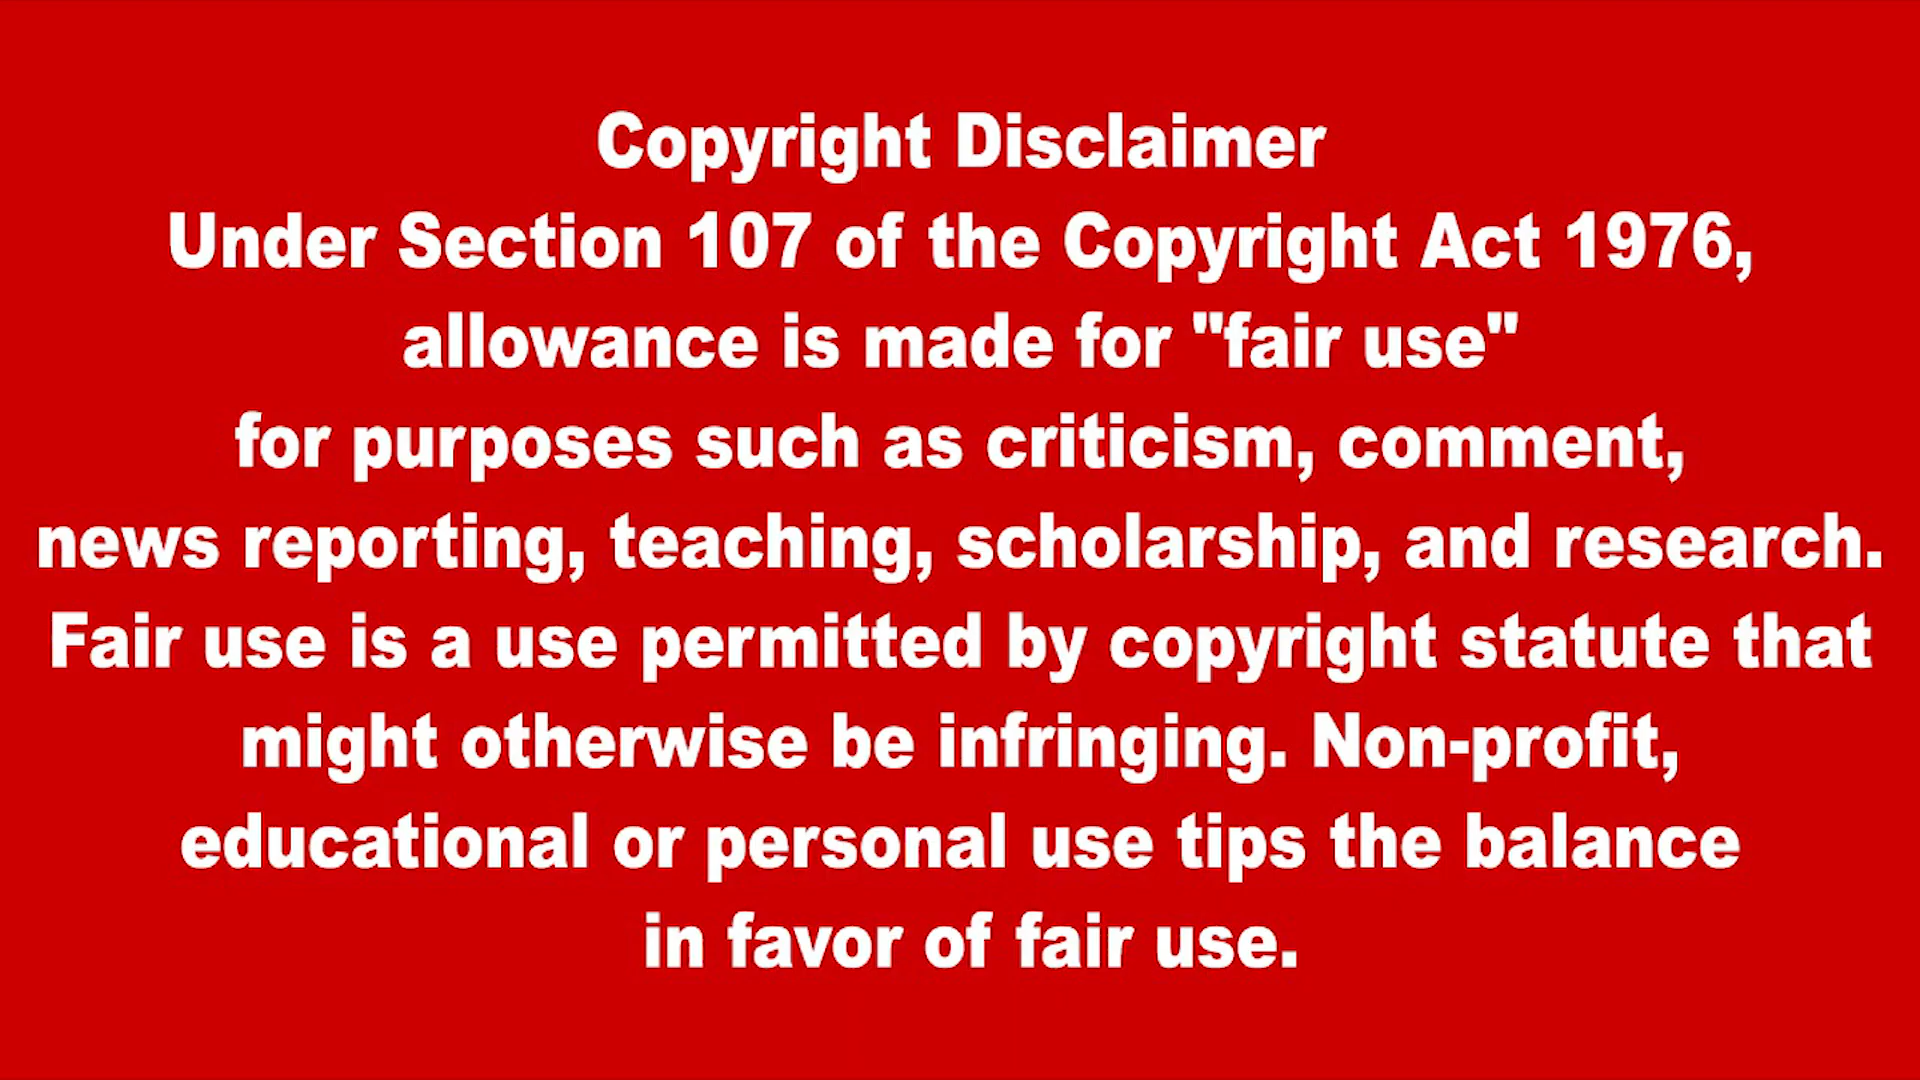 Copyright Disclaimer
Under Section 107 of the Copyright Act 1976,
allowance is made for "fair use"
for purposes such as criticism, comment,
news reporting, teaching, scholarship, and research.
Fair use is a use permitted by copyright statute that
might otherwise be infringing. Non-profit,
educational or personal use tips the balance
in favor of fair use.